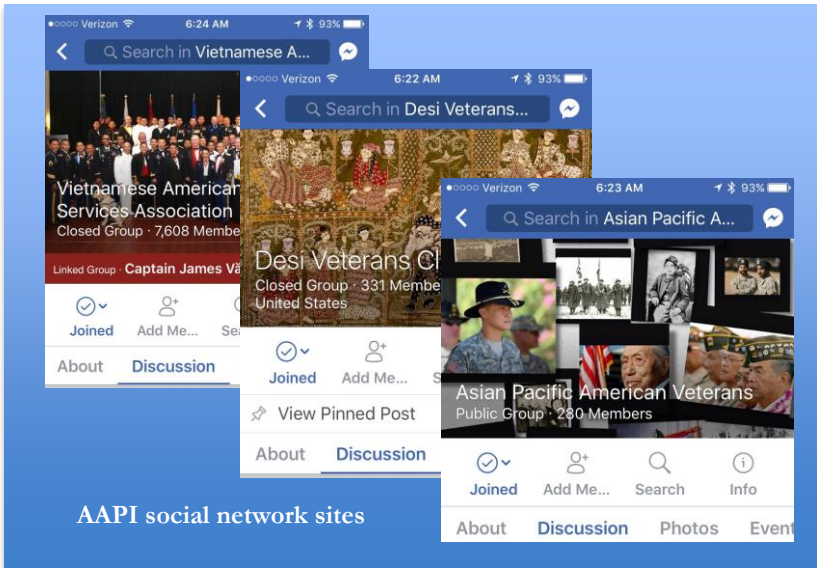 Verizon 6:24 AM 93%
Search in Vietnamese A...
Vietnamese American
Services Association
Closed Group · 7,608 Membe
Linked Group · Captain James Vă
Joined Add Me... Se
About Discussion
Verizon 6:22 AM 93%
Search in Desi Veterans...
Desi Veterans Cl
Closed Group · 331 Membe
United States
Joined Add Me... S
View Pinned Post
About Discussion
Verizon 6:23 AM 93%
Search in Asian Pacific A...
Asian Pacific American Veterans
Public Group · 280 Members
Joined Add Me... Search Info
About Discussion Photos Event
AAPI social network sites